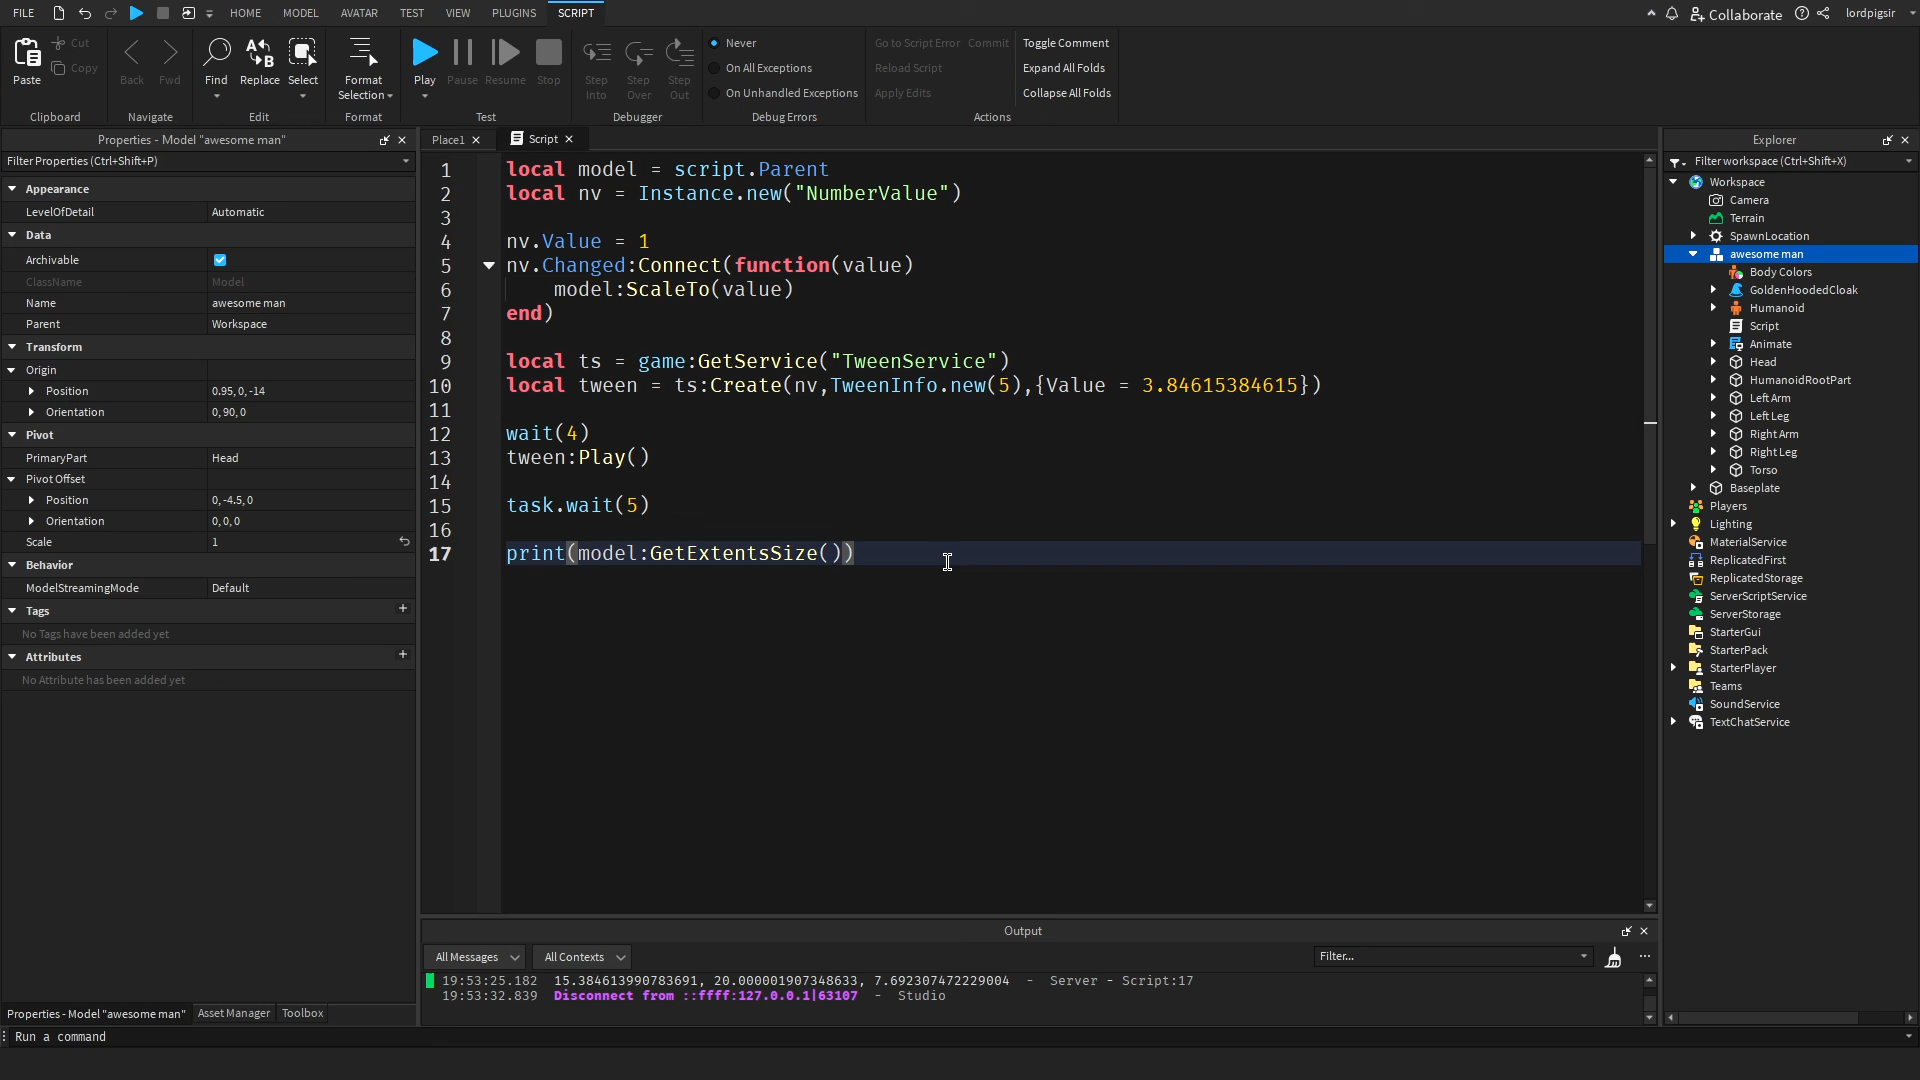 FILE HOME MODEL AVATAR TEST VIEW PLUGINS SCRIPT Collaborate lordpigsir
Paste Cut Copy Back Fwd Find Replace Select Format Selection Play Pause Resume Stop Step Into Step Over Step Out
Never
On All Exceptions
On Unhandled Exceptions
Go to Script Error Commit
Reload Script
Apply Edits
Toggle Comment
Expand All Folds
Collapse All Folds
Clipboard Navigate Edit Format Test Debugger Debug Errors Actions
Properties - Model "awesome man"
Filter Properties (Ctrl+Shift+P)
Appearance
LevelOfDetail Automatic
Data
Archivable
ClassName Model
Name awesome man
Parent Workspace
Transform
Origin
Position 0.95, 0, -14
Orientation 0, 90, 0
Pivot
PrimaryPart Head
Pivot Offset
Position 0, -4.5, 0
Orientation 0, 0, 0
Scale 1
Behavior
ModelStreamingMode Default
Tags
No Tags have been added yet
Attributes
No Attribute has been added yet
Properties - Model "awesome man" Asset Manager Toolbox
Place1 Script
1 local model = script.Parent
2 local nv = Instance.new("NumberValue")
3
4 nv.Value = 1
5 nv.Changed:Connect(function(value)
6 model:ScaleTo(value)
7 end)
8
9 local ts = game:GetService("TweenService")
10 local tween = ts:Create(nv,TweenInfo.new(5),{Value = 3.84615384615})
11
12 wait(4)
13 tween:Play()
14
15 task.wait(5)
16
17 print(model:GetExtentsSize())
Output
All Messages All Contexts Filter...
19:53:25.182 15.384613990783691, 20.000001907348633, 7.692307472229004 - Server - Script:17
19:53:32.839 Disconnect from ::ffff:127.0.0.1|63107 - Studio
Explorer
Filter workspace (Ctrl+Shift+X)
Workspace
Camera
Terrain
SpawnLocation
awesome man
Body Colors
GoldenHoodedCloak
Humanoid
Script
Animate
Head
HumanoidRootPart
Left Arm
Left Leg
Right Arm
Right Leg
Torso
Baseplate
Players
Lighting
MaterialService
ReplicatedFirst
ReplicatedStorage
ServerScriptService
ServerStorage
StarterGui
StarterPack
StarterPlayer
Teams
SoundService
TextChatService
Run a command